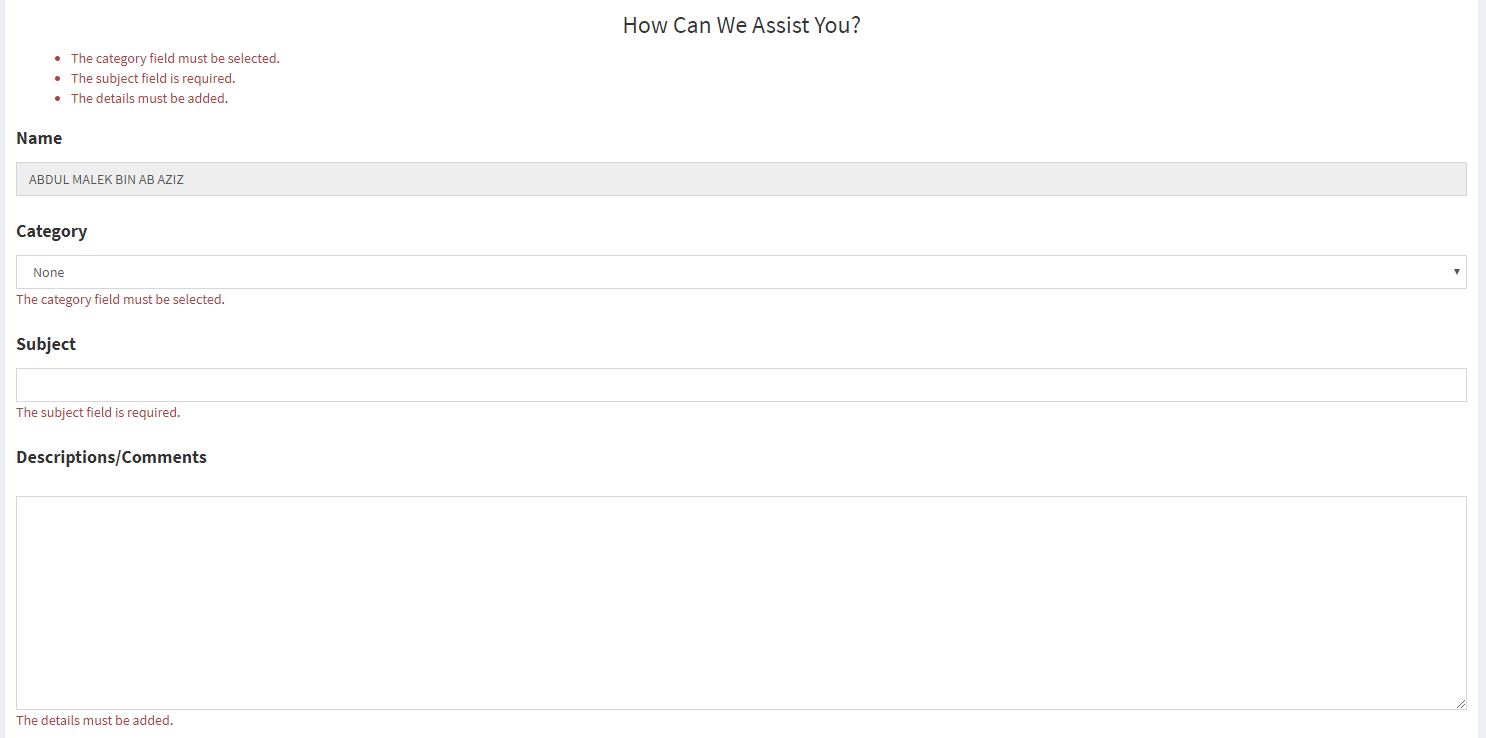 How Can We Assist You?
The category field must be selected.
The subject field is required.
The details must be added.
Name
ABDUL MALEK BIN AB AZIZ
Category
None
The category field must be selected.
Subject
The subject field is required.
Descriptions/Comments
The details must be added.